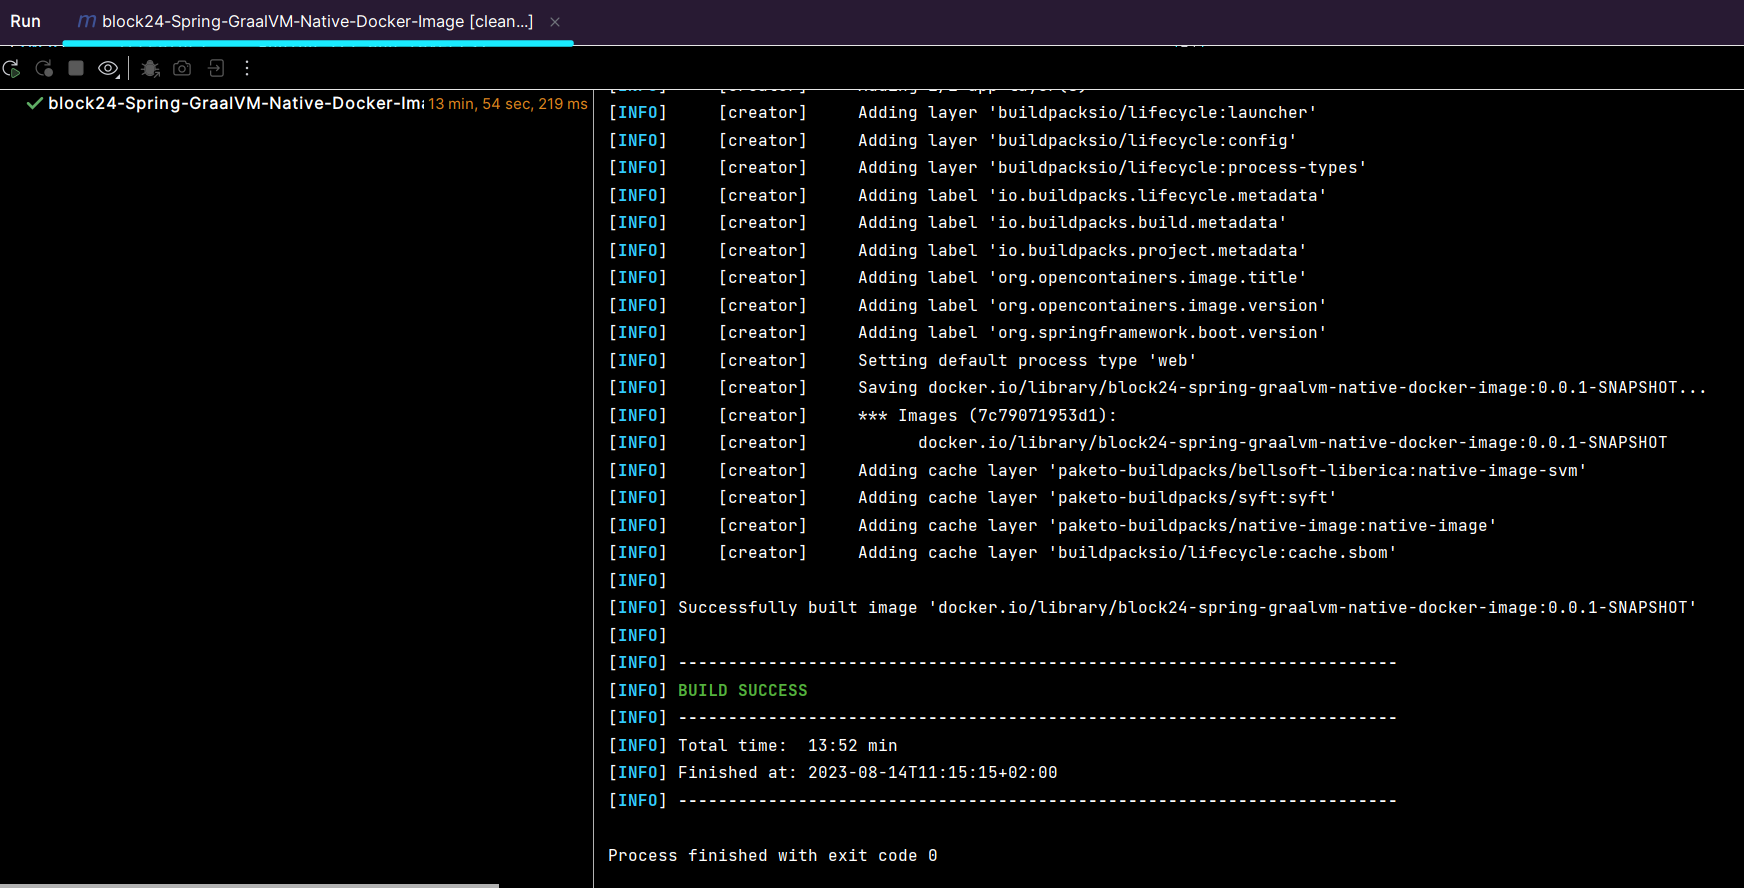 Run
m block24-Spring-GraalVM-Native-Docker-Image [clean...]
block24-Spring-GraalVM-Native-Docker-Ima 13 min, 54 sec, 219 ms
[INFO] [creator] Adding layer 'buildpacksio/lifecycle:launcher'
[INFO] [creator] Adding layer 'buildpacksio/lifecycle:config'
[INFO] [creator] Adding layer 'buildpacksio/lifecycle:process-types'
[INFO] [creator] Adding label 'io.buildpacks.lifecycle.metadata'
[INFO] [creator] Adding label 'io.buildpacks.build.metadata'
[INFO] [creator] Adding label 'io.buildpacks.project.metadata'
[INFO] [creator] Adding label 'org.opencontainers.image.title'
[INFO] [creator] Adding label 'org.opencontainers.image.version'
[INFO] [creator] Adding label 'org.springframework.boot.version'
[INFO] [creator] Setting default process type 'web'
[INFO] [creator] Saving docker.io/library/block24-spring-graalvm-native-docker-image:0.0.1-SNAPSHOT...
[INFO] [creator] *** Images (7c79071953d1):
[INFO] [creator] docker.io/library/block24-spring-graalvm-native-docker-image:0.0.1-SNAPSHOT
[INFO] [creator] Adding cache layer 'paketo-buildpacks/bellsoft-liberica:native-image-svm'
[INFO] [creator] Adding cache layer 'paketo-buildpacks/syft:syft'
[INFO] [creator] Adding cache layer 'paketo-buildpacks/native-image:native-image'
[INFO] [creator] Adding cache layer 'buildpacksio/lifecycle:cache.sbom'
[INFO]
[INFO] Successfully built image 'docker.io/library/block24-spring-graalvm-native-docker-image:0.0.1-SNAPSHOT'
[INFO]
[INFO] ------------------------------------------------------------------------
[INFO] BUILD SUCCESS
[INFO] ------------------------------------------------------------------------
[INFO] Total time:  13:52 min
[INFO] Finished at: 2023-08-14T11:15:15+02:00
[INFO] ------------------------------------------------------------------------
Process finished with exit code 0